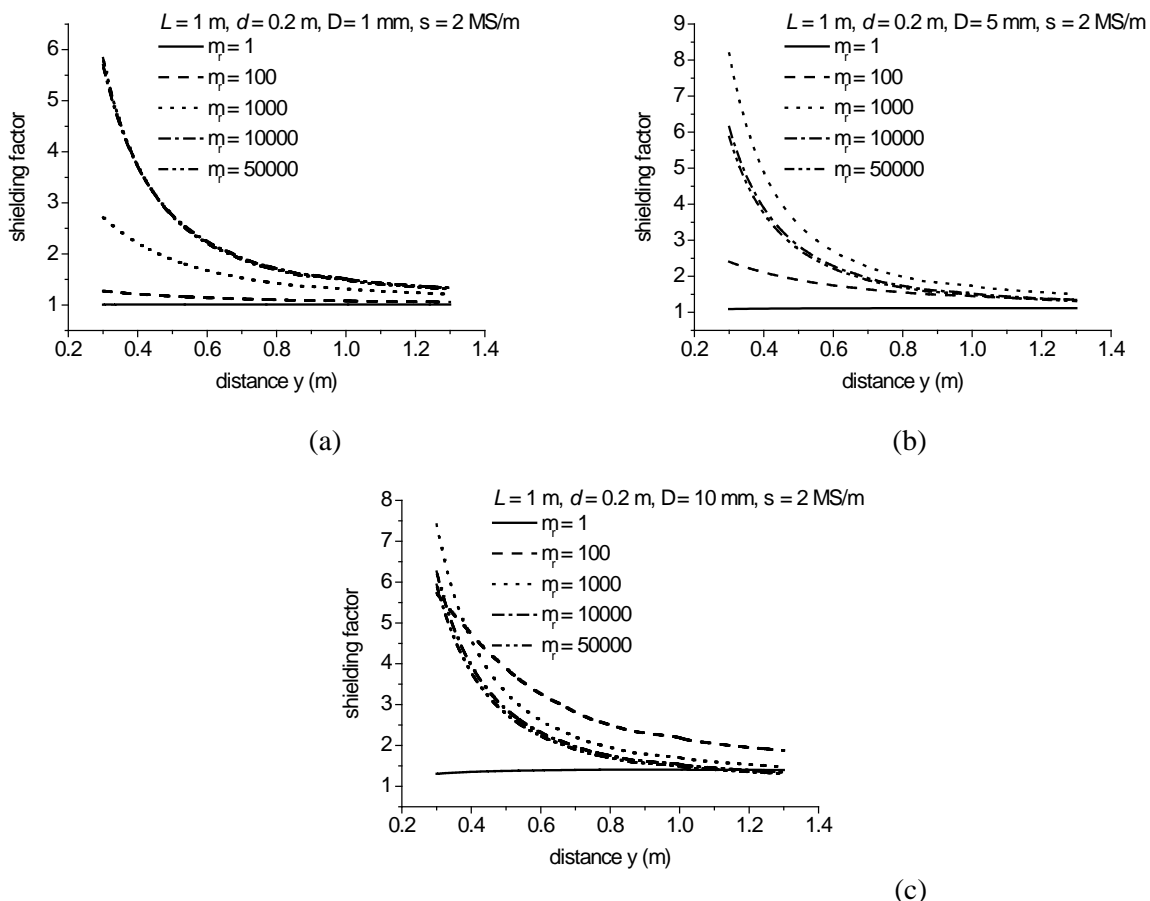 L = 1 m, d = 0.2 m, D = 1 mm, s = 2 MS/m
m_r = 1
m_r = 100
m_r = 1000
m_r = 10000
m_r = 50000
6
5
4
3
2
1
0.2 0.4 0.6 0.8 1.0 1.2 1.4
shielding factor
distance y (m)
(a)
L = 1 m, d = 0.2 m, D = 5 mm, s = 2 MS/m
m_r = 1
m_r = 100
m_r = 1000
m_r = 10000
m_r = 50000
9
8
7
6
5
4
3
2
1
0.2 0.4 0.6 0.8 1.0 1.2 1.4
shielding factor
distance y (m)
(b)
L = 1 m, d = 0.2 m, D = 10 mm, s = 2 MS/m
m_r = 1
m_r = 100
m_r = 1000
m_r = 10000
m_r = 50000
8
7
6
5
4
3
2
1
0.2 0.4 0.6 0.8 1.0 1.2 1.4
shielding factor
distance y (m)
(c)